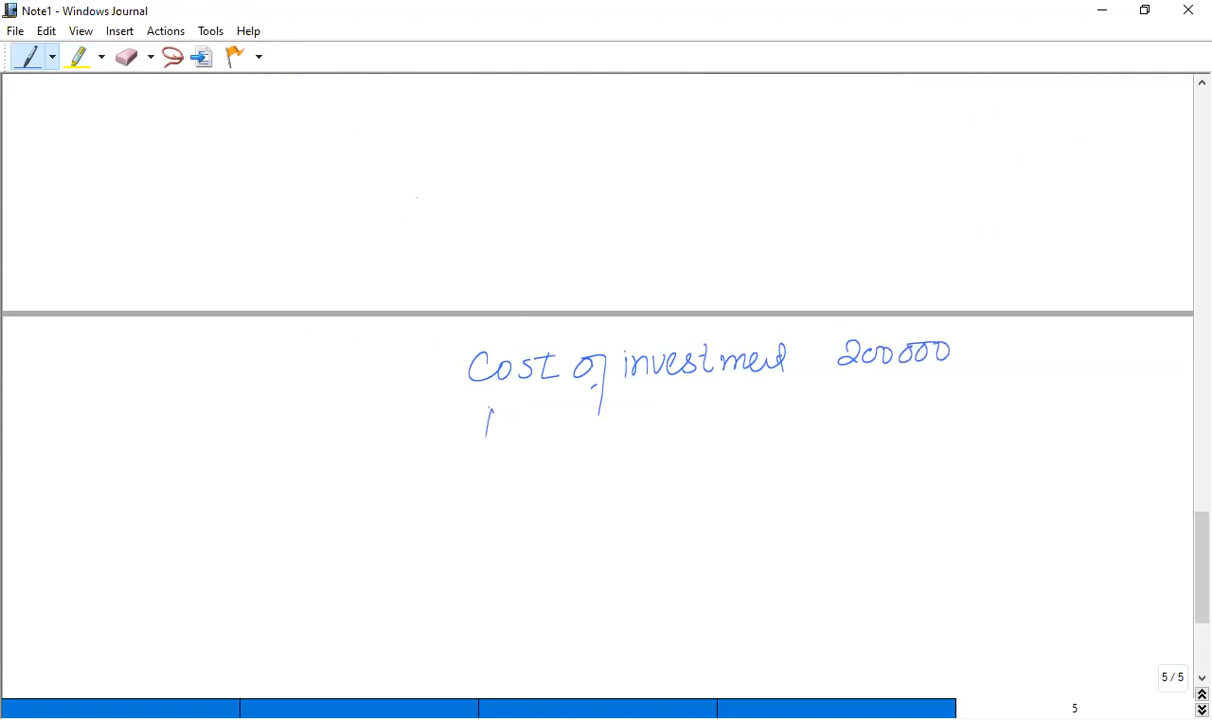 Note1 - Windows Journal
File Edit View Insert Actions Tools Help
Cost of investment 200000
5 / 5
5